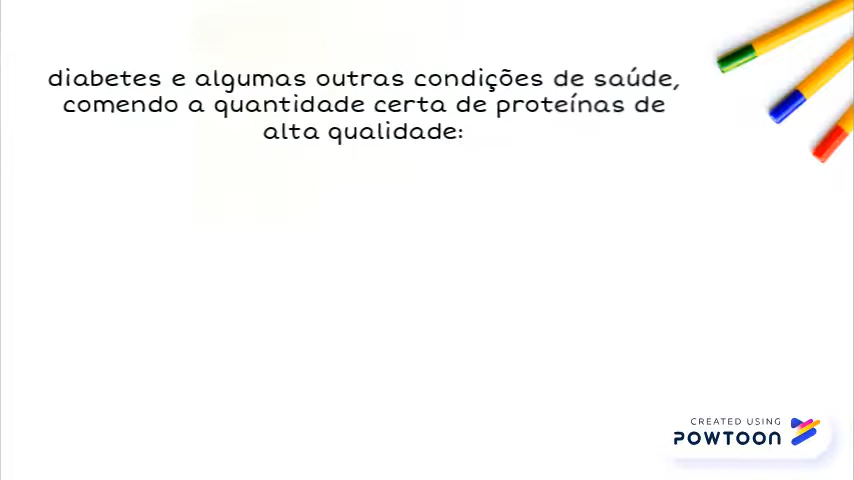 diabetes e algumas outras condições de saúde,
comendo a quantidade certa de proteínas de
alta qualidade:
CREATED USING
POWTOON